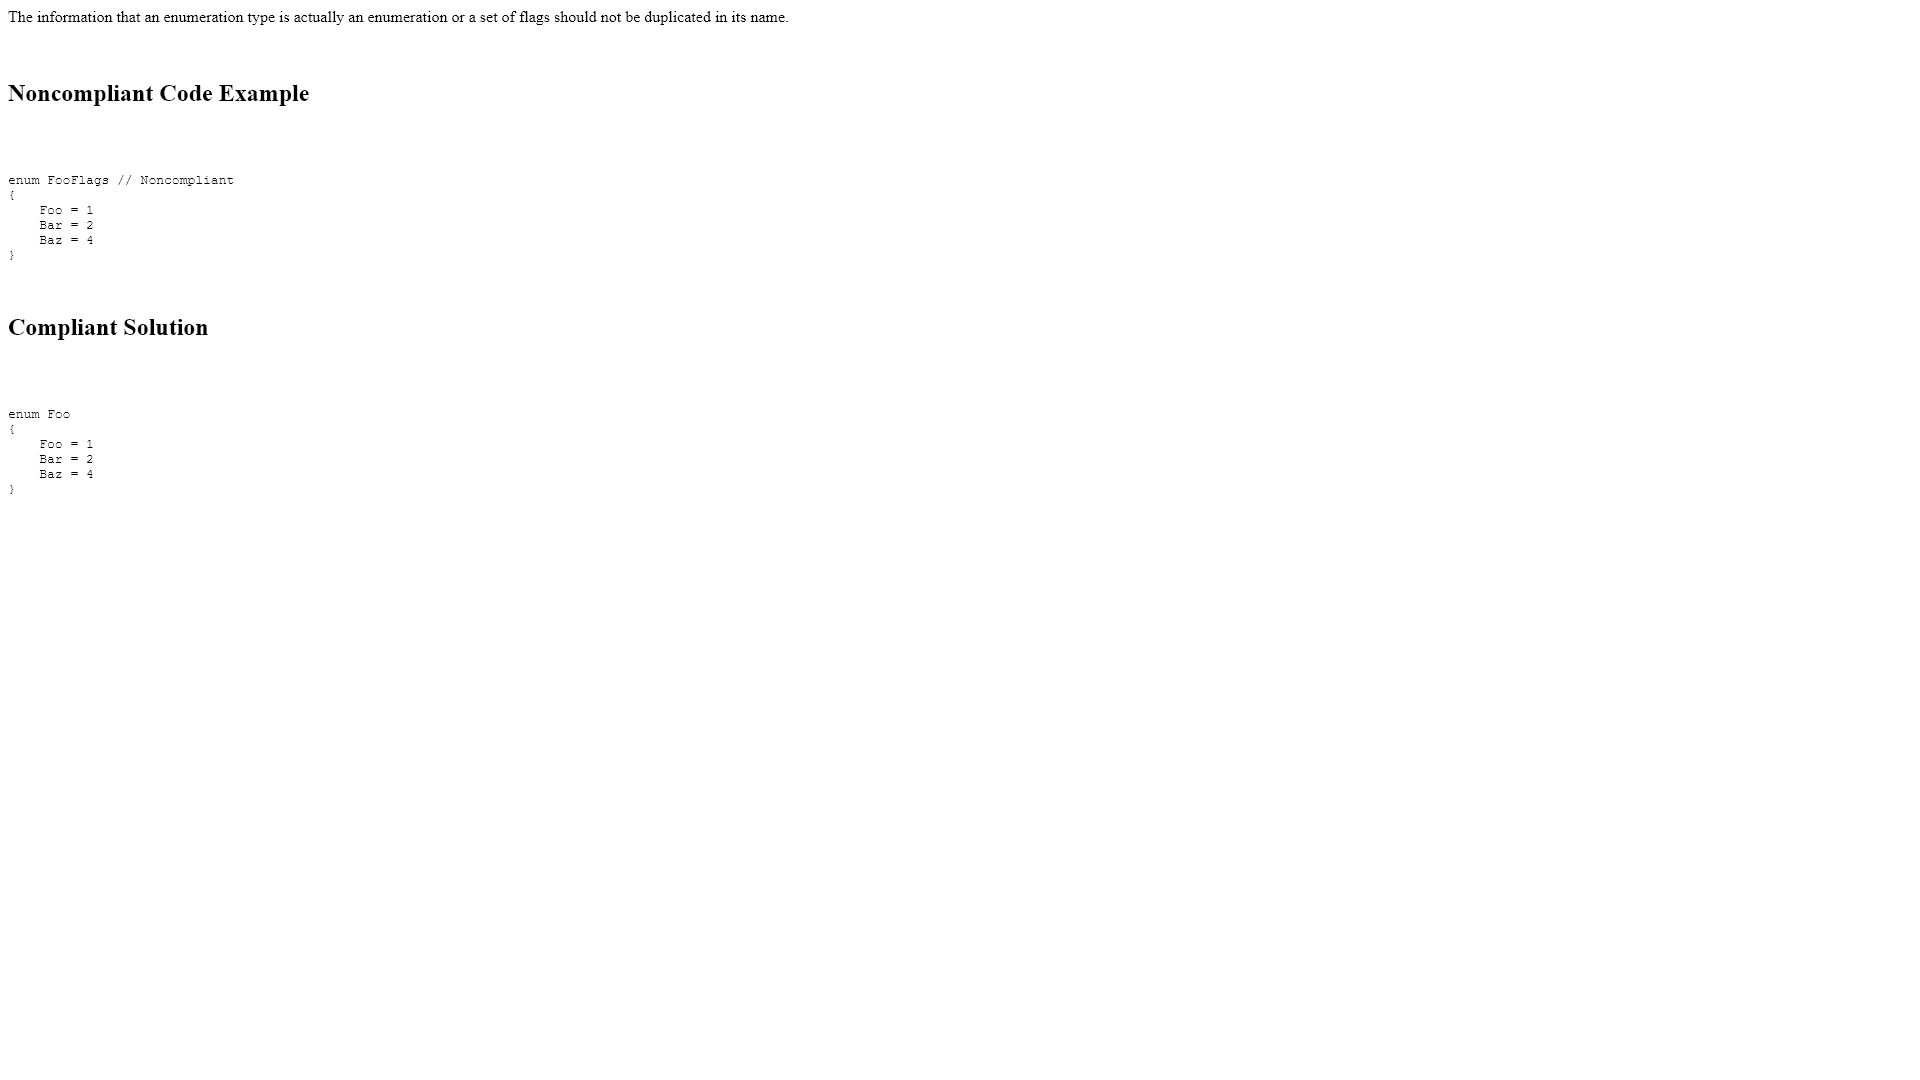 The information that an enumeration type is actually an enumeration or a set of flags should not be duplicated in its name.
Noncompliant Code Example
enum FooFlags // Noncompliant
{
    Foo = 1
    Bar = 2
    Baz = 4
}
Compliant Solution
enum Foo
{
    Foo = 1
    Bar = 2
    Baz = 4
}